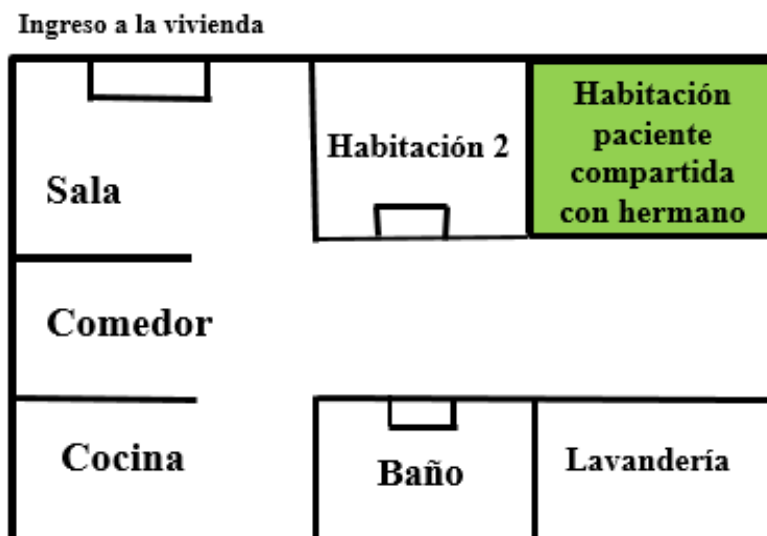 Ingreso a la vivienda
Habitación
paciente
compartida
con hermano
Habitación 2
Sala
Comedor
Cocina
Baño
Lavandería